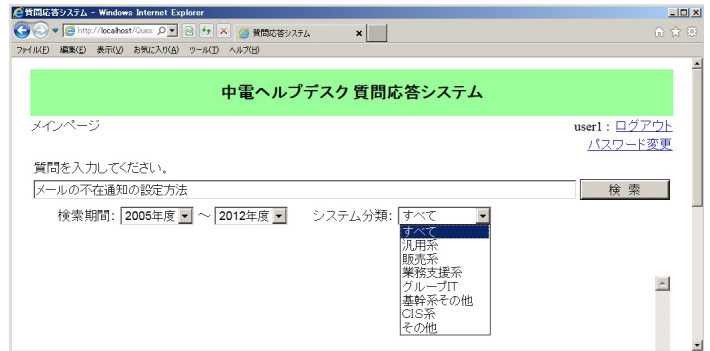 質問応答システム - Windows Internet Explorer
http://localhost/Ques
質問応答システム
ファイル(F) 編集(E) 表示(V) お気に入り(A) ツール(T) ヘルプ(H)
中電ヘルプデスク 質問応答システム
メインページ
user1 : ログアウト
パスワード変更
質問を入力してください。
メールの不在通知の設定方法
検 索
検索期間: 2005年度 ～ 2012年度 システム分類: すべて
すべて
汎用系
販売系
業務支援系
グループIT
基幹系その他
CIS系
その他